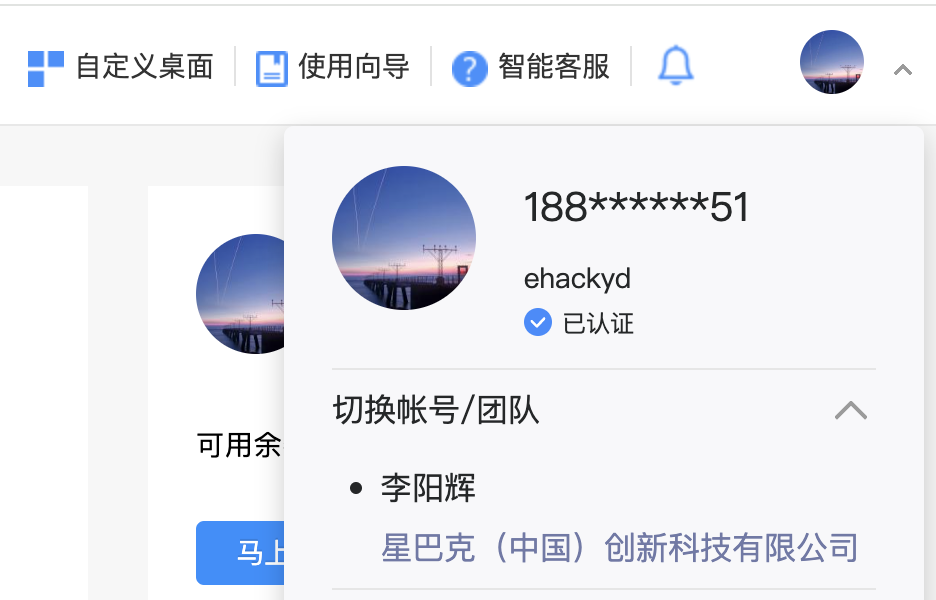 自定义桌面 使用向导 智能客服
188******51
ehackyd
已认证
切换帐号/团队
可用余
李阳辉
马上
星巴克（中国）创新科技有限公司